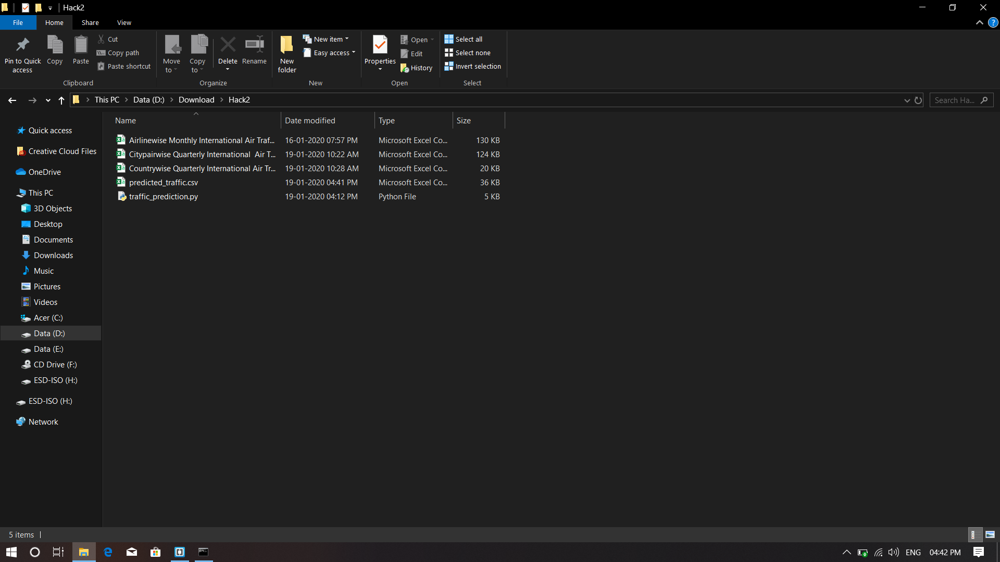 Hack2
File Home Share View
Pin to Quick access
Copy
Paste
Cut
Copy path
Paste shortcut
Clipboard
Move to
Copy to
Delete
Rename
Organize
New folder
New item
Easy access
New
Properties
Open
Edit
History
Open
Select all
Select none
Invert selection
Select
This PC Data (D:) Download Hack2
Search Ha...
Quick access
Creative Cloud Files
OneDrive
This PC
3D Objects
Desktop
Documents
Downloads
Music
Pictures
Videos
Acer (C:)
Data (D:)
Data (E:)
CD Drive (F:)
ESD-ISO (H:)
ESD-ISO (H:)
Network
Name Date modified Type Size
Airlinewise Monthly International Air Traf... 16-01-2020 07:57 PM Microsoft Excel Co... 130 KB
Citypairwise Quarterly International  Air T... 19-01-2020 10:22 AM Microsoft Excel Co... 124 KB
Countrywise Quarterly International Air Tr... 19-01-2020 10:28 AM Microsoft Excel Co... 20 KB
predicted_traffic.csv 19-01-2020 04:41 PM Microsoft Excel Co... 36 KB
traffic_prediction.py 19-01-2020 04:12 PM Python File 5 KB
5 items
ENG 04:42 PM